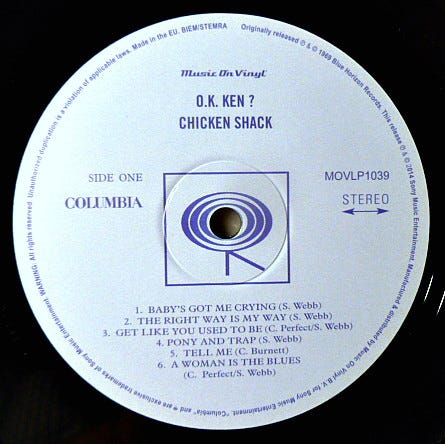 Unauthorized duplication is a violation of applicable laws. Made in the EU. BIEM/STEMRA
Originally released ℗ & © 1969 Blue Horizon Records. This release ℗ & © 2014 Sony Music Entertainment. Manufactured & distributed by Music On Vinyl B.V. for Sony Music Entertainment. "Columbia" and are exclusive trademarks of Sony Music Entertainment. WARNING: All rights reserved.
Music On Vinyl
O.K. KEN ?
CHICKEN SHACK
SIDE ONE
MOVLP1039
COLUMBIA
STEREO
1. BABY'S GOT ME CRYING (S. Webb)
2. THE RIGHT WAY IS MY WAY (S. Webb)
3. GET LIKE YOU USED TO BE (C. Perfect/S. Webb)
4. PONY AND TRAP (S. Webb)
5. TELL ME (C. Burnett)
6. A WOMAN IS THE BLUES
(C. Perfect/S. Webb)